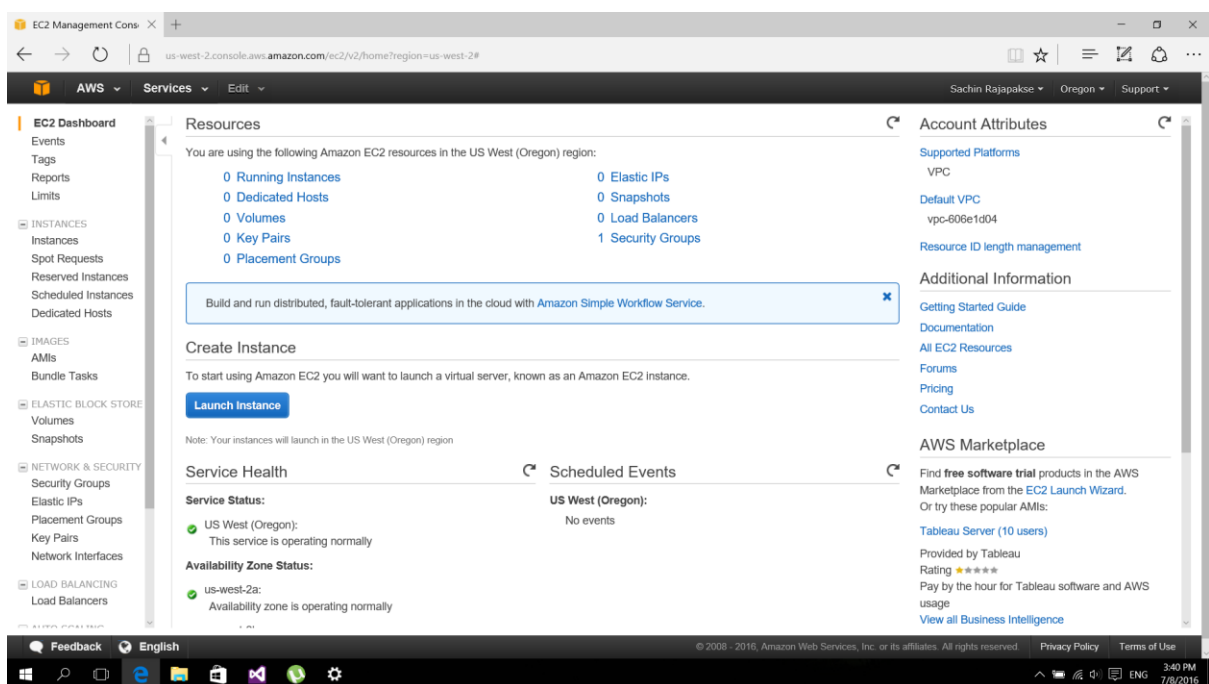 EC2 Management Cons
us-west-2.console.aws.amazon.com/ec2/v2/home?region=us-west-2#
AWS Services Edit
Sachin Rajapakse Oregon Support
EC2 Dashboard
Events
Tags
Reports
Limits
INSTANCES
Instances
Spot Requests
Reserved Instances
Scheduled Instances
Dedicated Hosts
IMAGES
AMIs
Bundle Tasks
ELASTIC BLOCK STORE
Volumes
Snapshots
NETWORK & SECURITY
Security Groups
Elastic IPs
Placement Groups
Key Pairs
Network Interfaces
LOAD BALANCING
Load Balancers
Resources
You are using the following Amazon EC2 resources in the US West (Oregon) region:
0 Running Instances
0 Dedicated Hosts
0 Volumes
0 Key Pairs
0 Placement Groups
0 Elastic IPs
0 Snapshots
0 Load Balancers
1 Security Groups
Build and run distributed, fault-tolerant applications in the cloud with Amazon Simple Workflow Service.
Create Instance
To start using Amazon EC2 you will want to launch a virtual server, known as an Amazon EC2 instance.
Launch Instance
Note: Your instances will launch in the US West (Oregon) region
Service Health
Service Status:
US West (Oregon):
This service is operating normally
Availability Zone Status:
us-west-2a:
Availability zone is operating normally
Scheduled Events
US West (Oregon):
No events
Account Attributes
Supported Platforms
VPC
Default VPC
vpc-606e1d04
Resource ID length management
Additional Information
Getting Started Guide
Documentation
All EC2 Resources
Forums
Pricing
Contact Us
AWS Marketplace
Find free software trial products in the AWS
Marketplace from the EC2 Launch Wizard.
Or try these popular AMIs:
Tableau Server (10 users)
Provided by Tableau
Rating
Pay by the hour for Tableau software and AWS
usage
View all Business Intelligence
Feedback English
© 2008 - 2016, Amazon Web Services, Inc. or its affiliates. All rights reserved. Privacy Policy Terms of Use
ENG
3:40 PM
7/8/2016